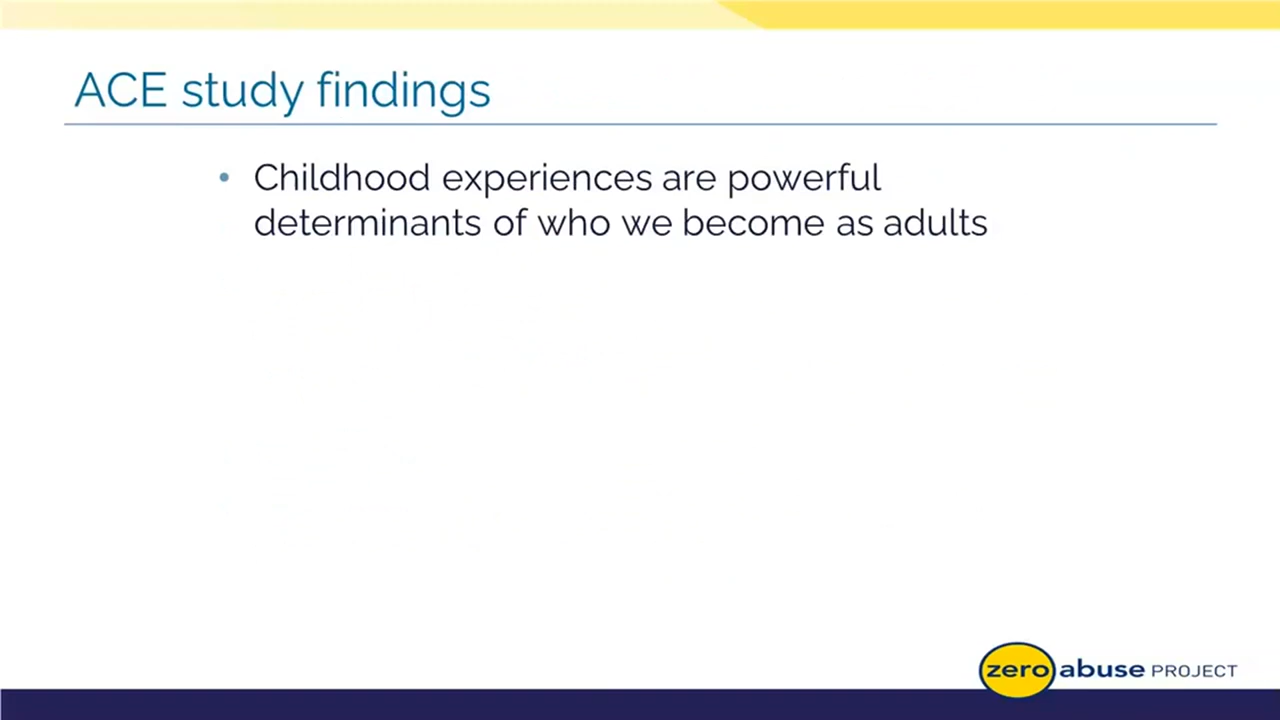 ACE study findings
• Childhood experiences are powerful
determinants of who we become as adults
zero abuse PROJECT